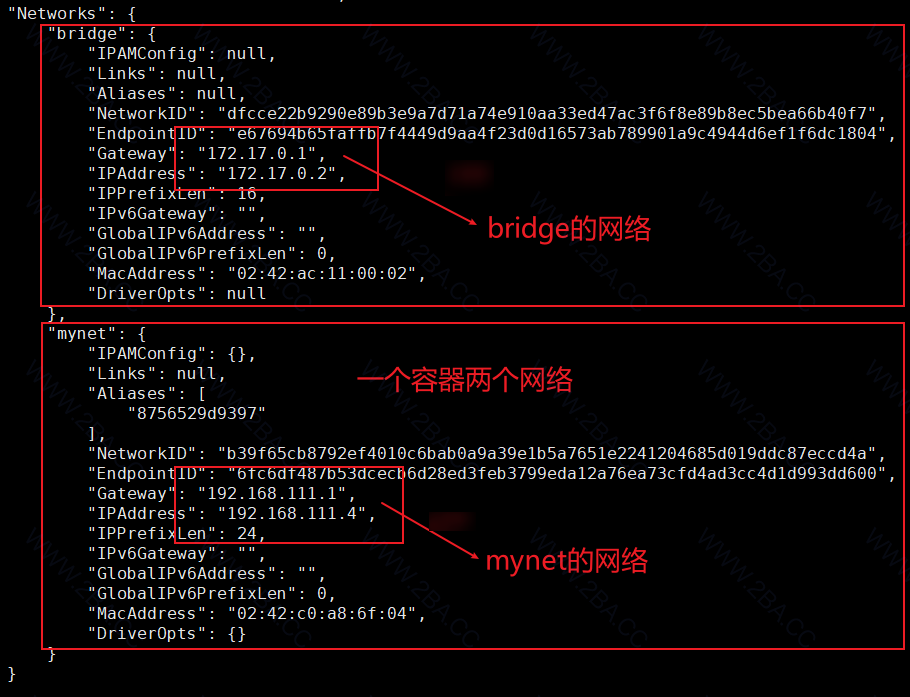 "Networks": {
"bridge": {
"IPAMConfig": null,
"Links": null,
"Aliases": null,
"NetworkID": "dfcce22b9290e89b3e9a7d71a74e910aa33ed47ac3f6f8e89b8ec5bea66b40f7",
"EndpointID": "e67694b65faffb7f4449d9aa4f23d0d16573ab789901a9c4944d6ef1f6dc1804",
"Gateway": "172.17.0.1",
"IPAddress": "172.17.0.2",
"IPPrefixLen": 16,
bridge的网络
"IPv6Gateway": "",
"GlobalIPv6Address": "",
"GlobalIPv6PrefixLen": 0,
"MacAddress": "02:42:ac:11:00:02",
"DriverOpts": null
},
"mynet": {
"IPAMConfig": {},
"Links": null,
一个容器两个网络
"Aliases": [
"8756529d9397"
],
"NetworkID": "b39f65cb8792ef4010c6bab0a9a39e1b5a7651e2241204685d019ddc87eccd4a",
"EndpointID": "6fc6df487b53dcecb6d28ed3feb3799eda12a76ea73cfd4ad3cc4d1d993dd600",
"Gateway": "192.168.111.1",
"IPAddress": "192.168.111.4",
"IPPrefixLen": 24,
mynet的网络
"IPv6Gateway": "",
"GlobalIPv6Address": "",
"GlobalIPv6PrefixLen": 0,
"MacAddress": "02:42:c0:a8:6f:04",
"DriverOpts": {}
}
}
WWW.2BA.CC